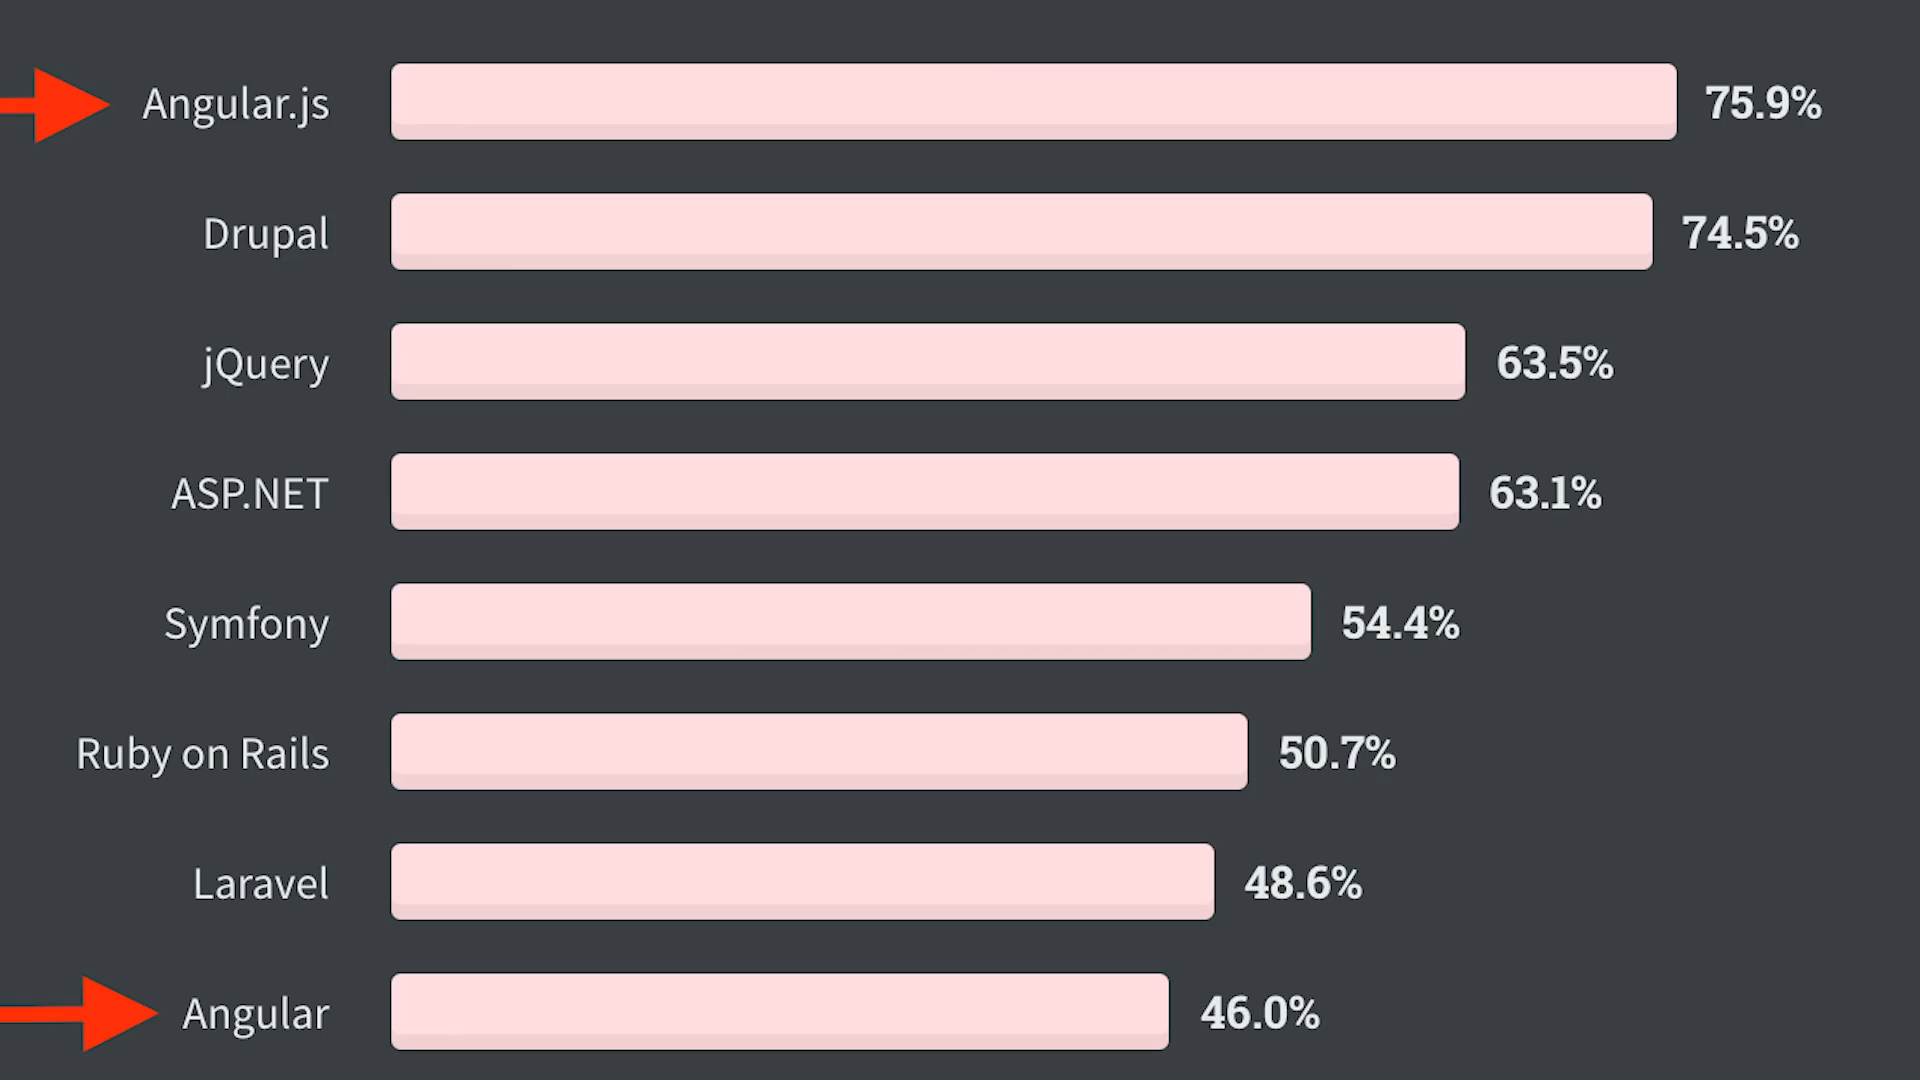 Angular.js 75.9%
Drupal 74.5%
jQuery 63.5%
ASP.NET 63.1%
Symfony 54.4%
Ruby on Rails 50.7%
Laravel 48.6%
Angular 46.0%